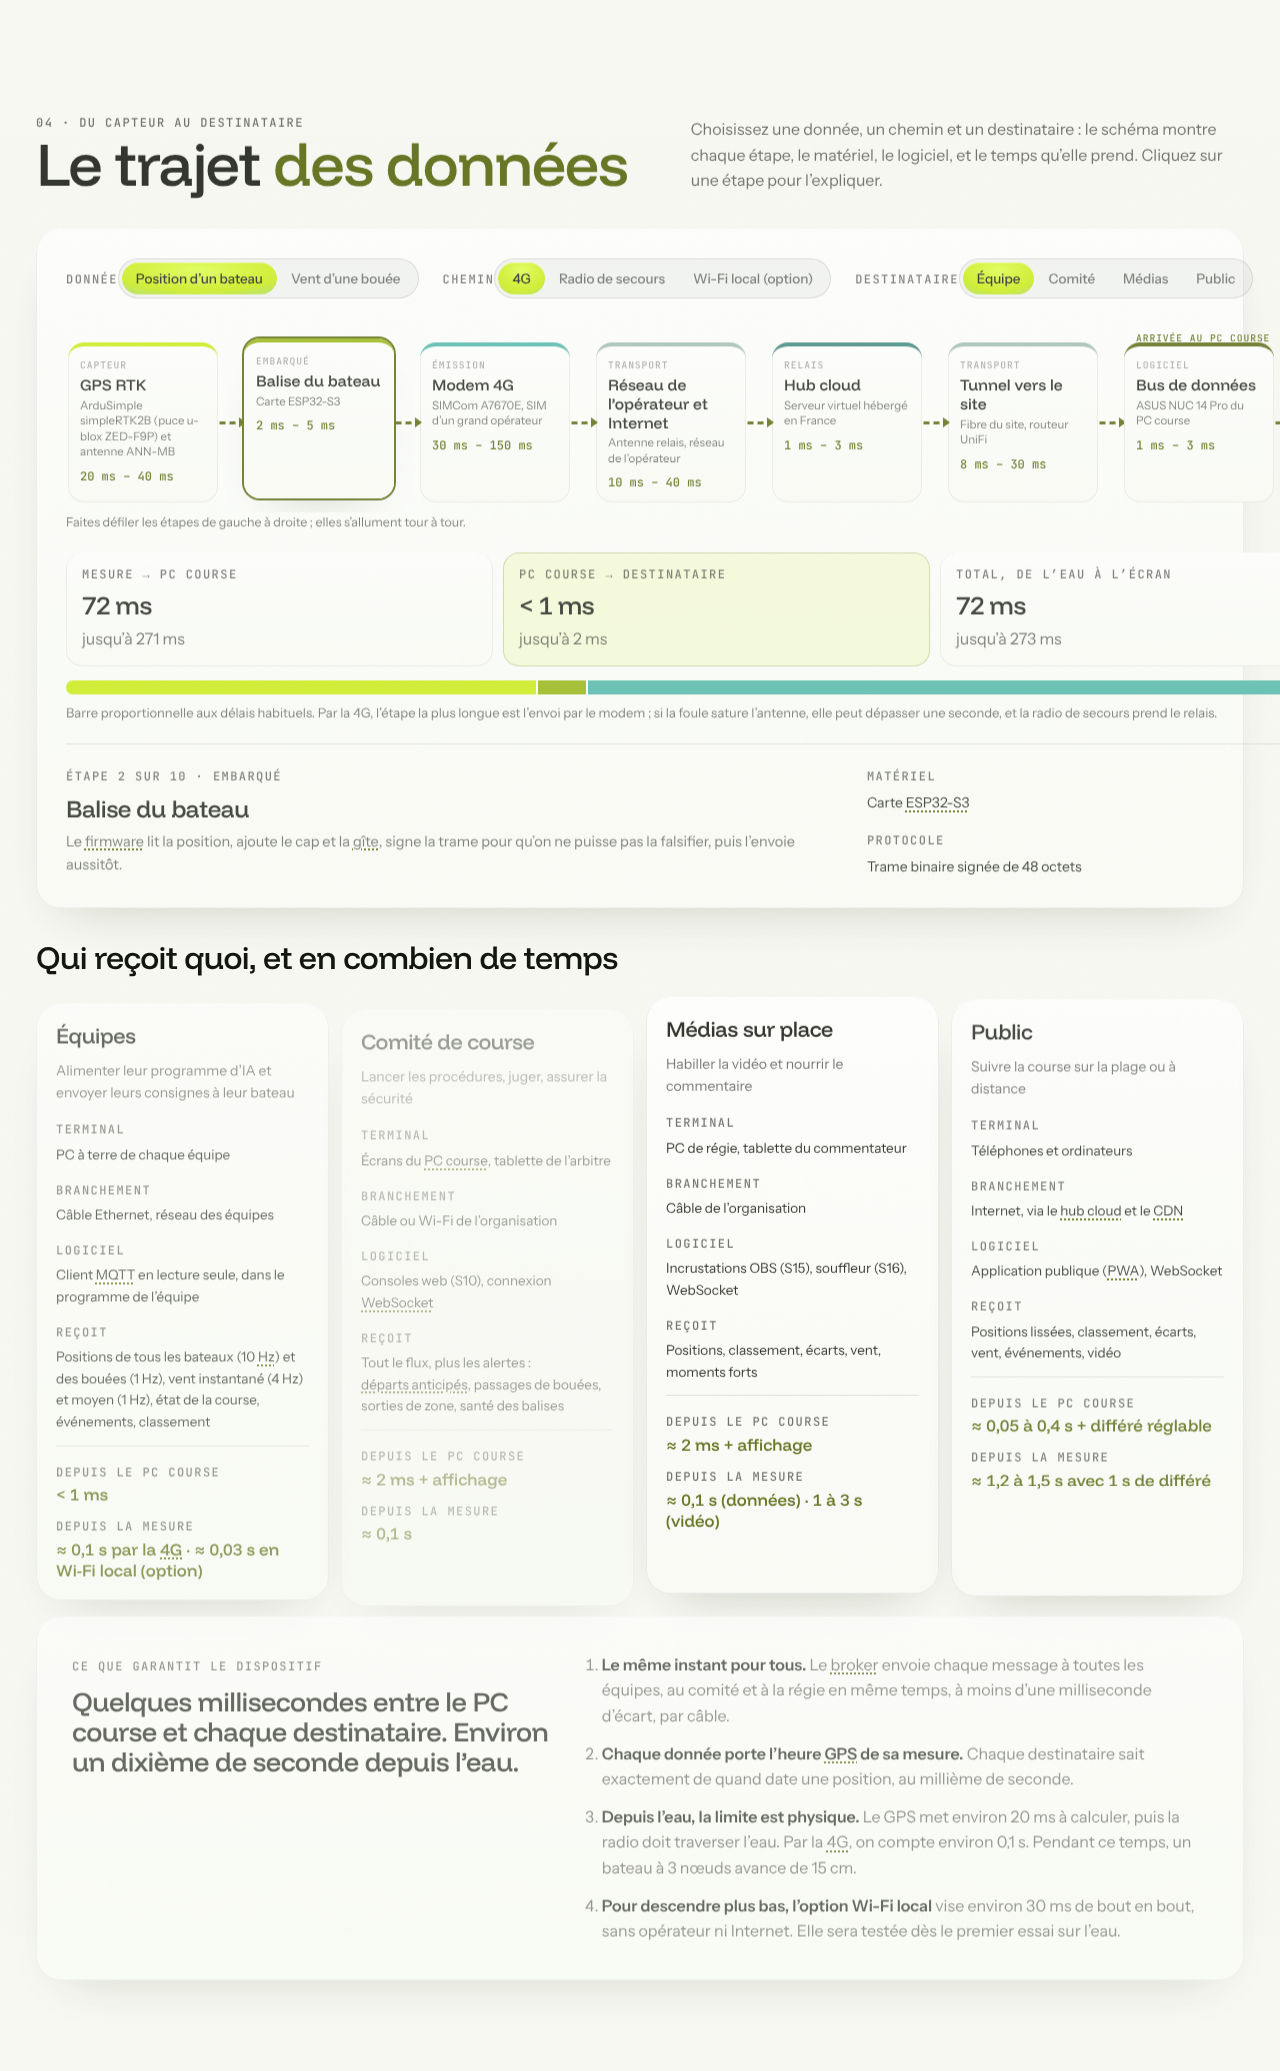 04 · DU CAPTEUR AU DESTINATAIRE
Le trajet des données
Choisissez une donnée, un chemin et un destinataire : le schéma montre
chaque étape, le matériel, le logiciel, et le temps qu’elle prend. Cliquez sur
une étape pour l’expliquer.
DONNÉE Position d’un bateau Vent d’une bouée CHEMIN 4G Radio de secours Wi-Fi local (option) DESTINATAIRE Équipe Comité Médias Public
CAPTEUR
GPS RTK
ArduSimple
simpleRTK2B (puce u-
blox ZED-F9P) et
antenne ANN-MB
20 ms – 40 ms
EMBARQUÉ
Balise du bateau
Carte ESP32-S3
2 ms – 5 ms
ÉMISSION
Modem 4G
SIMCom A7670E, SIM
d’un grand opérateur
30 ms – 150 ms
TRANSPORT
Réseau de
l’opérateur et
Internet
Antenne relais, réseau
de l’opérateur
10 ms – 40 ms
RELAIS
Hub cloud
Serveur virtuel hébergé
en France
1 ms – 3 ms
TRANSPORT
Tunnel vers le
site
Fibre du site, routeur
UniFi
8 ms – 30 ms
ARRIVÉE AU PC COURSE
LOGICIEL
Bus de données
ASUS NUC 14 Pro du
PC course
1 ms – 3 ms
Faites défiler les étapes de gauche à droite ; elles s’allument tour à tour.
MESURE → PC COURSE
72 ms
jusqu’à 271 ms
PC COURSE → DESTINATAIRE
< 1 ms
jusqu’à 2 ms
TOTAL, DE L’EAU À L’ÉCRAN
72 ms
jusqu’à 273 ms
Barre proportionnelle aux délais habituels. Par la 4G, l’étape la plus longue est l’envoi par le modem ; si la foule sature l’antenne, elle peut dépasser une seconde, et la radio de secours prend le relais.
ÉTAPE 2 SUR 10 · EMBARQUÉ
Balise du bateau
Le firmware lit la position, ajoute le cap et la gîte, signe la trame pour qu’on ne puisse pas la falsifier, puis l’envoie
aussitôt.
MATÉRIEL
Carte ESP32-S3
PROTOCOLE
Trame binaire signée de 48 octets
Qui reçoit quoi, et en combien de temps
Équipes
Alimenter leur programme d’IA et
envoyer leurs consignes à leur bateau
TERMINAL
PC à terre de chaque équipe
BRANCHEMENT
Câble Ethernet, réseau des équipes
LOGICIEL
Client MQTT en lecture seule, dans le
programme de l’équipe
REÇOIT
Positions de tous les bateaux (10 Hz) et
des bouées (1 Hz), vent instantané (4 Hz)
et moyen (1 Hz), état de la course,
événements, classement
DEPUIS LE PC COURSE
< 1 ms
DEPUIS LA MESURE
≈ 0,1 s par la 4G · ≈ 0,03 s en
Wi-Fi local (option)
Comité de course
Lancer les procédures, juger, assurer la
sécurité
TERMINAL
Écrans du PC course, tablette de l’arbitre
BRANCHEMENT
Câble ou Wi-Fi de l’organisation
LOGICIEL
Consoles web (S10), connexion
WebSocket
REÇOIT
Tout le flux, plus les alertes :
départs anticipés, passages de bouées,
sorties de zone, santé des balises
DEPUIS LE PC COURSE
≈ 2 ms + affichage
DEPUIS LA MESURE
≈ 0,1 s
Médias sur place
Habiller la vidéo et nourrir le
commentaire
TERMINAL
PC de régie, tablette du commentateur
BRANCHEMENT
Câble de l’organisation
LOGICIEL
Incrustations OBS (S15), souffleur (S16),
WebSocket
REÇOIT
Positions, classement, écarts, vent,
moments forts
DEPUIS LE PC COURSE
≈ 2 ms + affichage
DEPUIS LA MESURE
≈ 0,1 s (données) · 1 à 3 s
(vidéo)
Public
Suivre la course sur la plage ou à
distance
TERMINAL
Téléphones et ordinateurs
BRANCHEMENT
Internet, via le hub cloud et le CDN
LOGICIEL
Application publique (PWA), WebSocket
REÇOIT
Positions lissées, classement, écarts,
vent, événements, vidéo
DEPUIS LE PC COURSE
≈ 0,05 à 0,4 s + différé réglable
DEPUIS LA MESURE
≈ 1,2 à 1,5 s avec 1 s de différé
CE QUE GARANTIT LE DISPOSITIF
Quelques millisecondes entre le PC
course et chaque destinataire. Environ
un dixième de seconde depuis l’eau.
1. Le même instant pour tous. Le broker envoie chaque message à toutes les
équipes, au comité et à la régie en même temps, à moins d’une milliseconde
d’écart, par câble.
2. Chaque donnée porte l’heure GPS de sa mesure. Chaque destinataire sait
exactement de quand date une position, au millième de seconde.
3. Depuis l’eau, la limite est physique. Le GPS met environ 20 ms à calculer, puis la
radio doit traverser l’eau. Par la 4G, on compte environ 0,1 s. Pendant ce temps, un
bateau à 3 nœuds avance de 15 cm.
4. Pour descendre plus bas, l’option Wi-Fi local vise environ 30 ms de bout en bout,
sans opérateur ni Internet. Elle sera testée dès le premier essai sur l’eau.